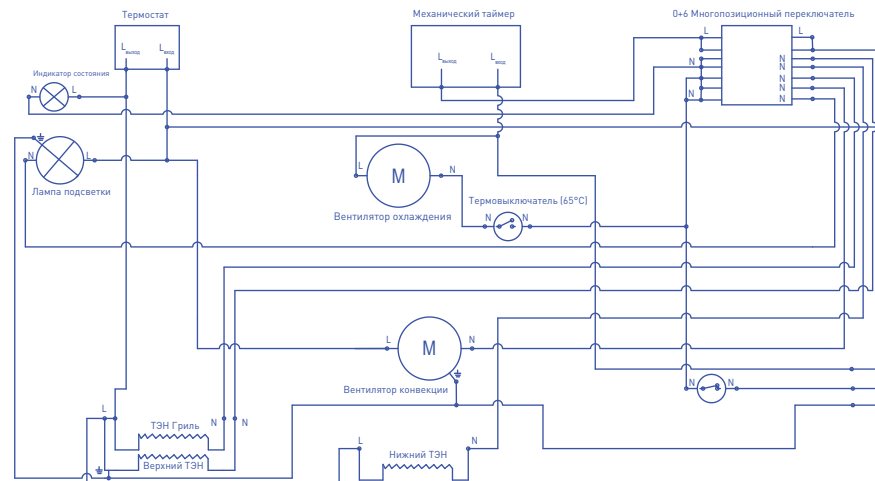 Термостат
Механический таймер
0+6 Многопозиционный переключатель
L выход L вход
L выход L вход
L L
N N
N
N
N N
N
Индикатор состояния
N L
N L
Лампа подсветки
L M N
Вентилятор охлаждения
Термовыключатель (65°C)
N N
L M N
Вентилятор конвекции
N N
L
ТЭН Гриль
N N
Верхний ТЭН
L N
Нижний ТЭН